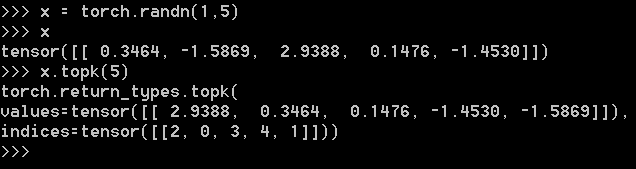 >>> x = torch.randn(1,5)
>>> x
tensor([[ 0.3464, -1.5869,  2.9388,  0.1476, -1.4530]])
>>> x.topk(5)
torch.return_types.topk(
values=tensor([[ 2.9388,  0.3464,  0.1476, -1.4530, -1.5869]]),
indices=tensor([[2, 0, 3, 4, 1]]))
>>>